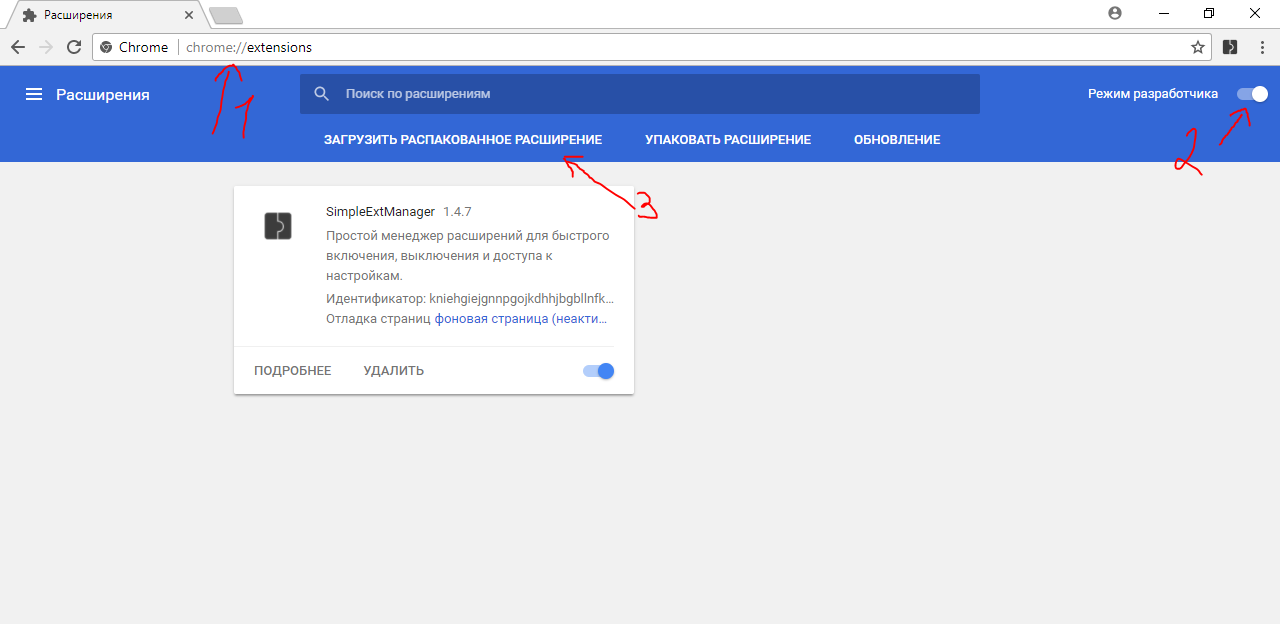 Расширения
Chrome chrome://extensions
Расширения
Поиск по расширениям
Режим разработчика
1
2
ЗАГРУЗИТЬ РАСПАКОВАННОЕ РАСШИРЕНИЕ УПАКОВАТЬ РАСШИРЕНИЕ ОБНОВЛЕНИЕ
3
SimpleExtManager 1.4.7
Простой менеджер расширений для быстрого
включения, выключения и доступа к
настройкам.
Идентификатор: kniehgiejgnnpgojkdhhjbgbllnfk...
Отладка страниц фоновая страница (неакти...
ПОДРОБНЕЕ УДАЛИТЬ